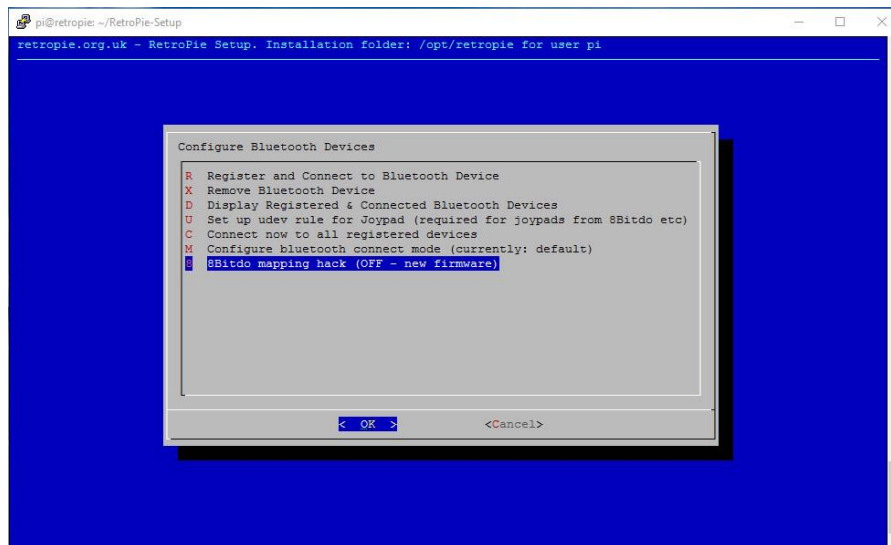 pi@retropie: ~/RetroPie-Setup
retropie.org.uk - RetroPie Setup. Installation folder: /opt/retropie for user pi
Configure Bluetooth Devices
R Register and Connect to Bluetooth Device
X Remove Bluetooth Device
D Display Registered & Connected Bluetooth Devices
U Set up udev rule for Joypad (required for joypads from 8Bitdo etc)
C Connect now to all registered devices
M Configure bluetooth connect mode (currently: default)
8 8Bitdo mapping hack (OFF - new firmware)
< OK > <Cancel>